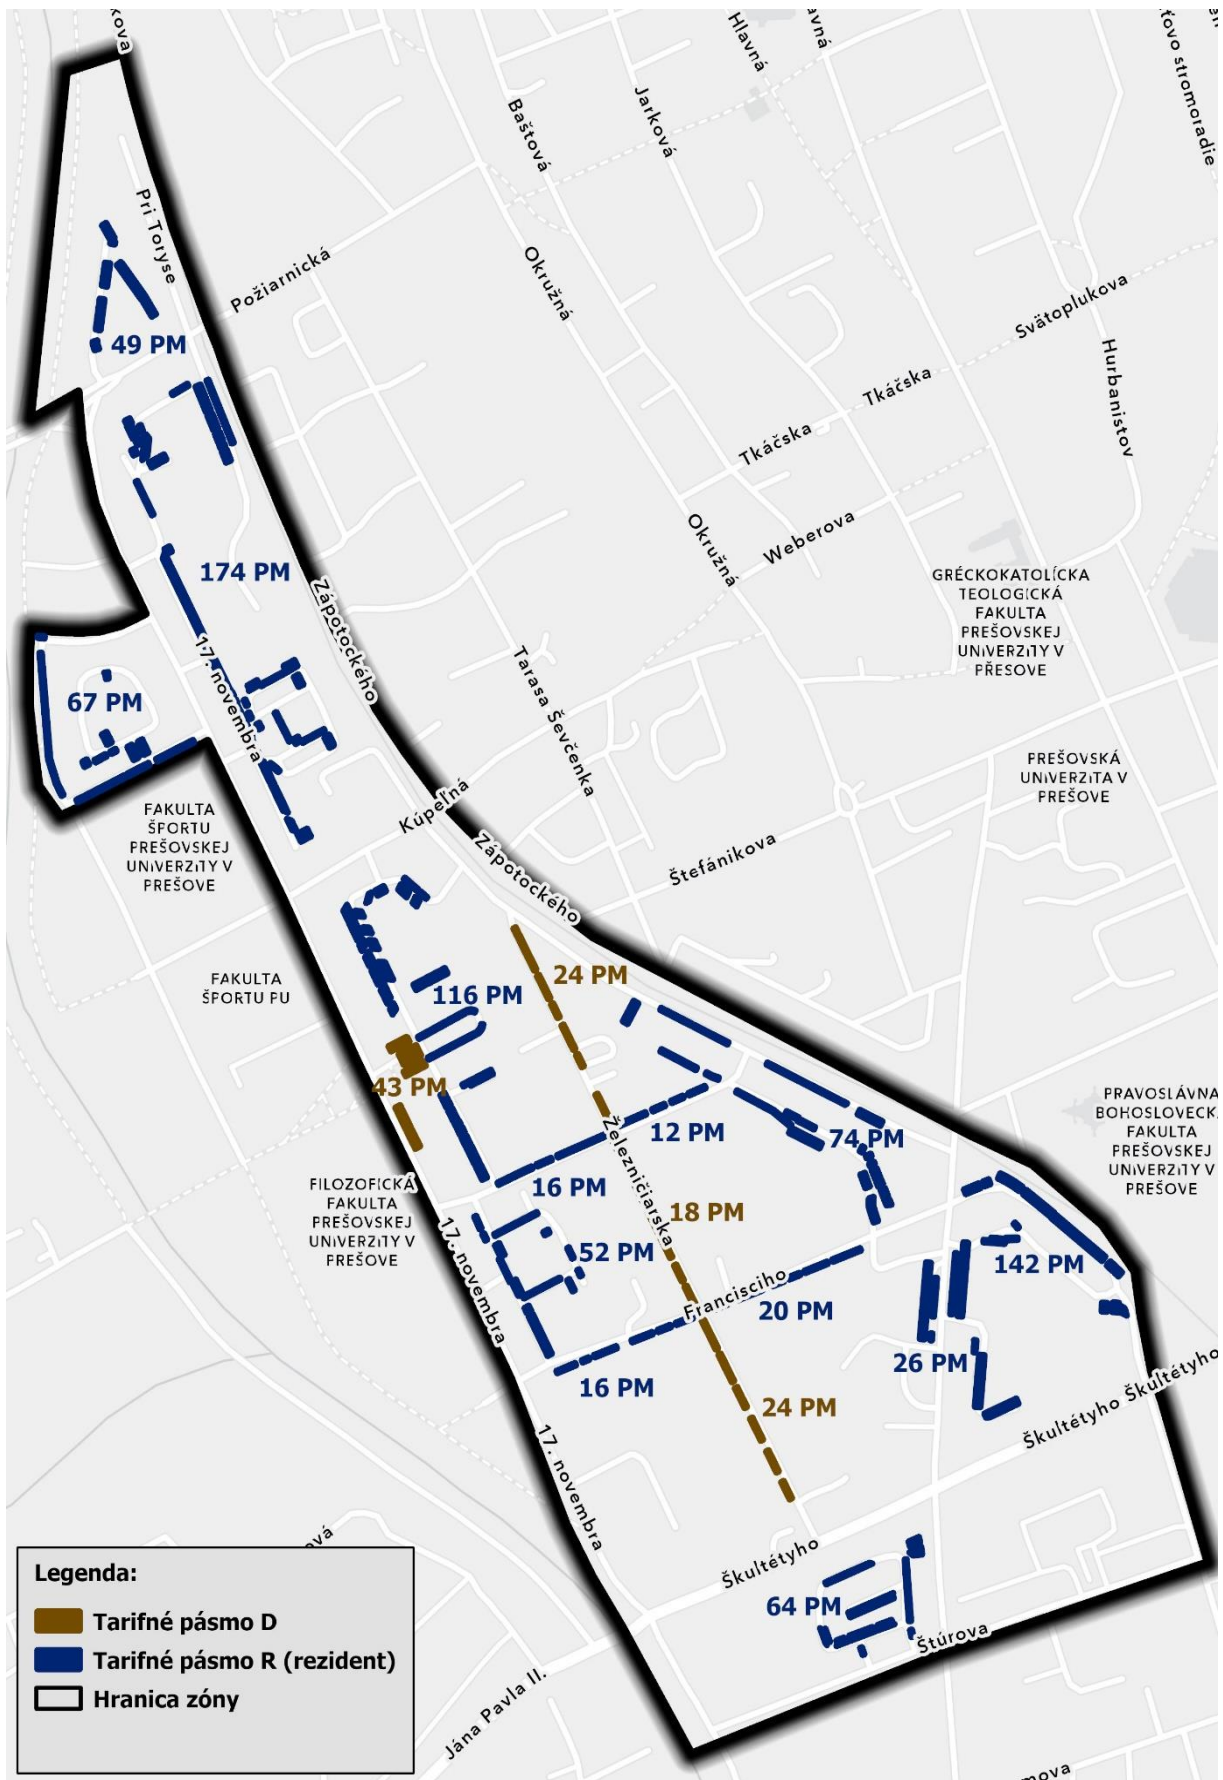 Hlavná
Baštová
Jarková
Pri Toryse
Požiarnická
Okružná
Svätoplukova
49 PM
Hurbanistov
Tkáčska
Tkáčska
Okružná
Weberova
174 PM
GRÉCKOKATOLÍCKA
TEOLOGICKÁ
FAKULTA
PREŠOVSKEJ
UNIVERZITY V
PREŠOVE
Zápotockého
17. novembra
67 PM
Tarasa Ševčenka
PREŠOVSKÁ
UNIVERZITA V
PREŠOVE
FAKULTA
ŠPORTU
PREŠOVSKEJ
UNIVERZITY V
PREŠOVE
Kúpeľná
Zápotockého
Štefánikova
FAKULTA
ŠPORTU PU
24 PM
116 PM
43 PM
12 PM
74 PM
PRAVOSLÁVNA
BOHOSLOVECK
FAKULTA
PREŠOVSKEJ
UNIVERZITY V
PREŠOVE
FILOZOFICKÁ
FAKULTA
PREŠOVSKEJ
UNIVERZITY V
PREŠOVE
16 PM
Železničiarska
18 PM
17. novembra
52 PM
142 PM
Francisciho
20 PM
26 PM
16 PM
24 PM
Škultétyho
Škultétyho
17. novembra
Škultétyho
64 PM
Štúrova
Jána Pavla II.
Legenda:
Tarifné pásmo D
Tarifné pásmo R (rezident)
Hranica zóny